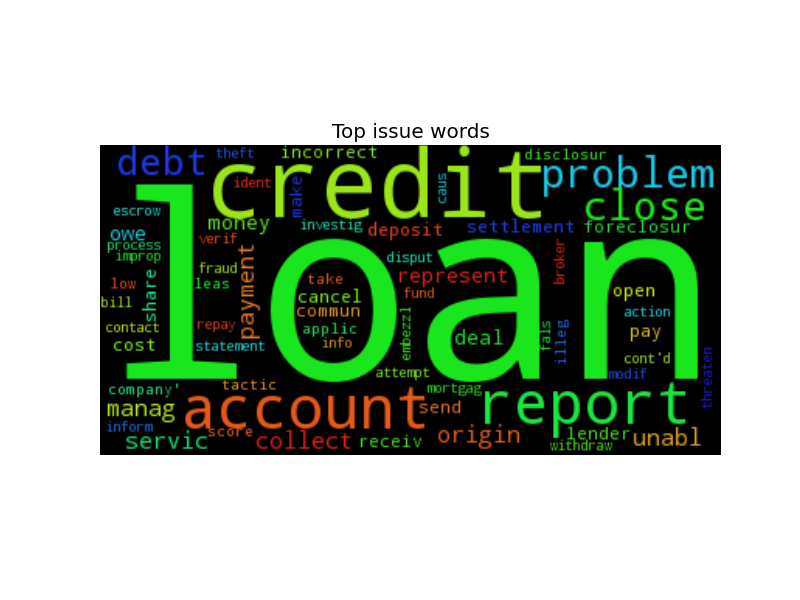 Top issue words
debt
theft
incorrect
credit
disclosur
problem
ident
make
caus
close
escrow
money
investig
deposit
settlement
foreclosur
owe
process
improp
verif
loan
disput
broker
low
share
fraud
leas
payment
take
represent
fund
open
bill
cancel
commun
action
contact
repay
applic
embezzl
deal
fals
illeg
pay
cost
statement
info
cont'd
attempt
modif
threaten
company'
tactic
mortgag
manag
account
send
report
inform
score
servic
collect
receiv
origin
lender
withdraw
unabl